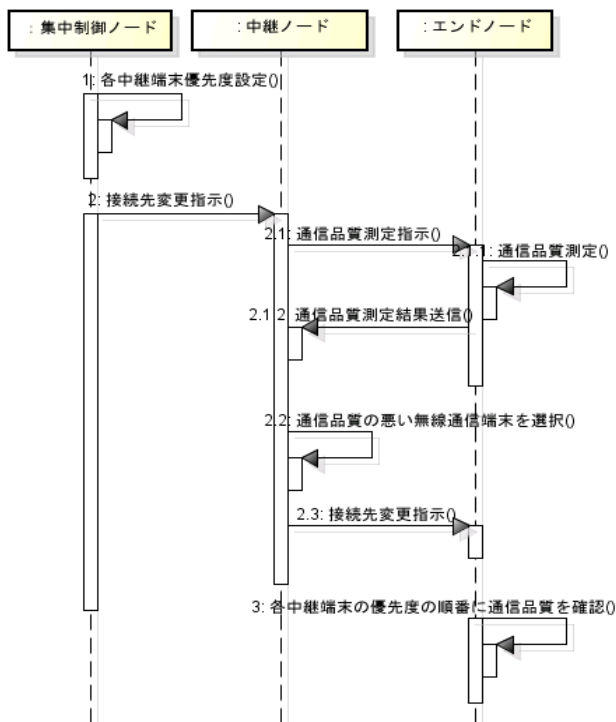 : 集中制御ノード
: 中継ノード
: エンドノード
1: 各中継端末優先度設定()
2: 接続先変更指示()
2.1: 通信品質測定指示()
2.1.1: 通信品質測定()
2.1.2: 通信品質測定結果送信()
2.2: 通信品質の悪い無線通信端末を選択()
2.3: 接続先変更指示()
3: 各中継端末の優先度の順番に通信品質を確認()